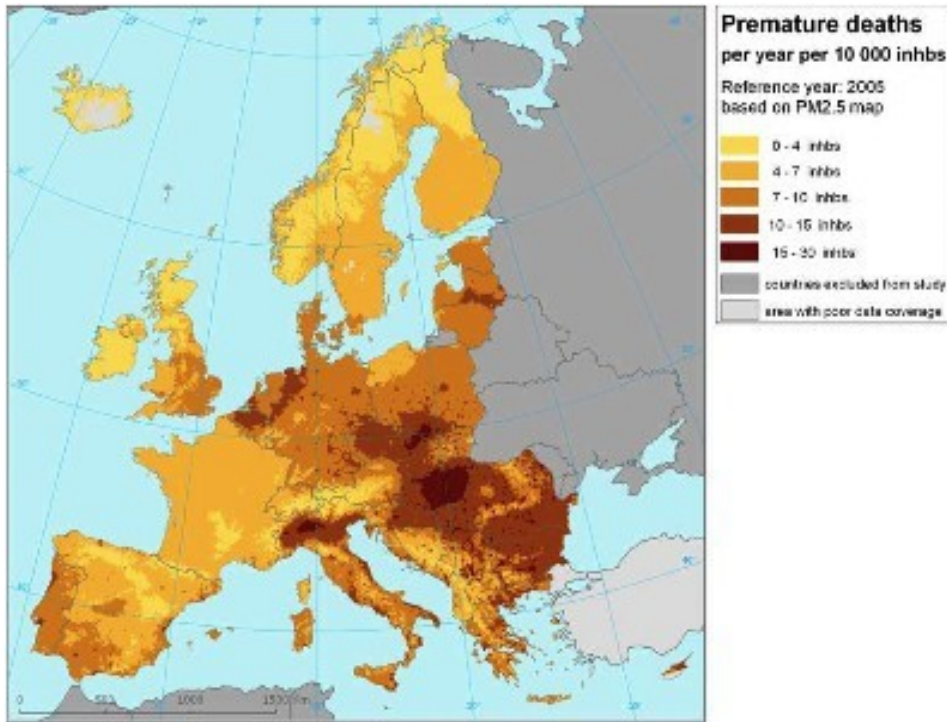 Premature deaths
per year per 10 000 inhbs
Reference year: 2005
based on PM2.5 map
0 - 4 inhbs
4 - 7 inhbs
7 - 10 inhbs
10 - 15 inhbs
15 - 30 inhbs
countries excluded from study
area with poor data coverage
0 500 1000 1500 Km